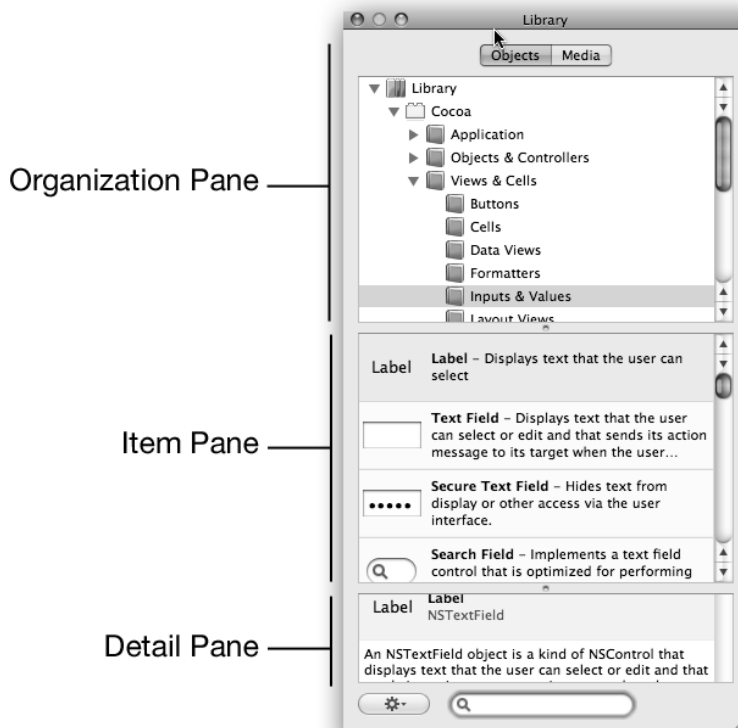 Library
Objects Media
Library
Cocoa
Application
Objects & Controllers
Views & Cells
Buttons
Cells
Data Views
Formatters
Inputs & Values
Layout Views
Organization Pane
Label
Label – Displays text that the user can
select
Text Field – Displays text that the user
can select or edit and that sends its action
message to its target when the user...
Secure Text Field – Hides text from
display or other access via the user
interface.
Search Field – Implements a text field
control that is optimized for performing
Item Pane
Label
Label
NSTextField
An NSTextField object is a kind of NSControl that
displays text that the user can select or edit and that
Detail Pane